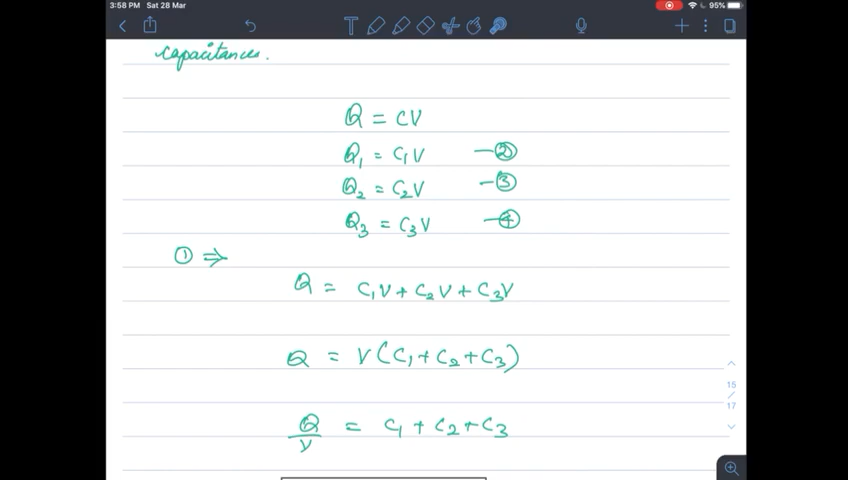 3:58 PM Sat 28 Mar 95%
capacitances.
Q = CV
Q₁ = C₁V —②
Q₂ = C₂V —③
Q₃ = C₃V —④
① ⇒
Q = C₁V + C₂V + C₃V
Q = V(C₁ + C₂ + C₃)
Q/V = C₁ + C₂ + C₃
15
/
17